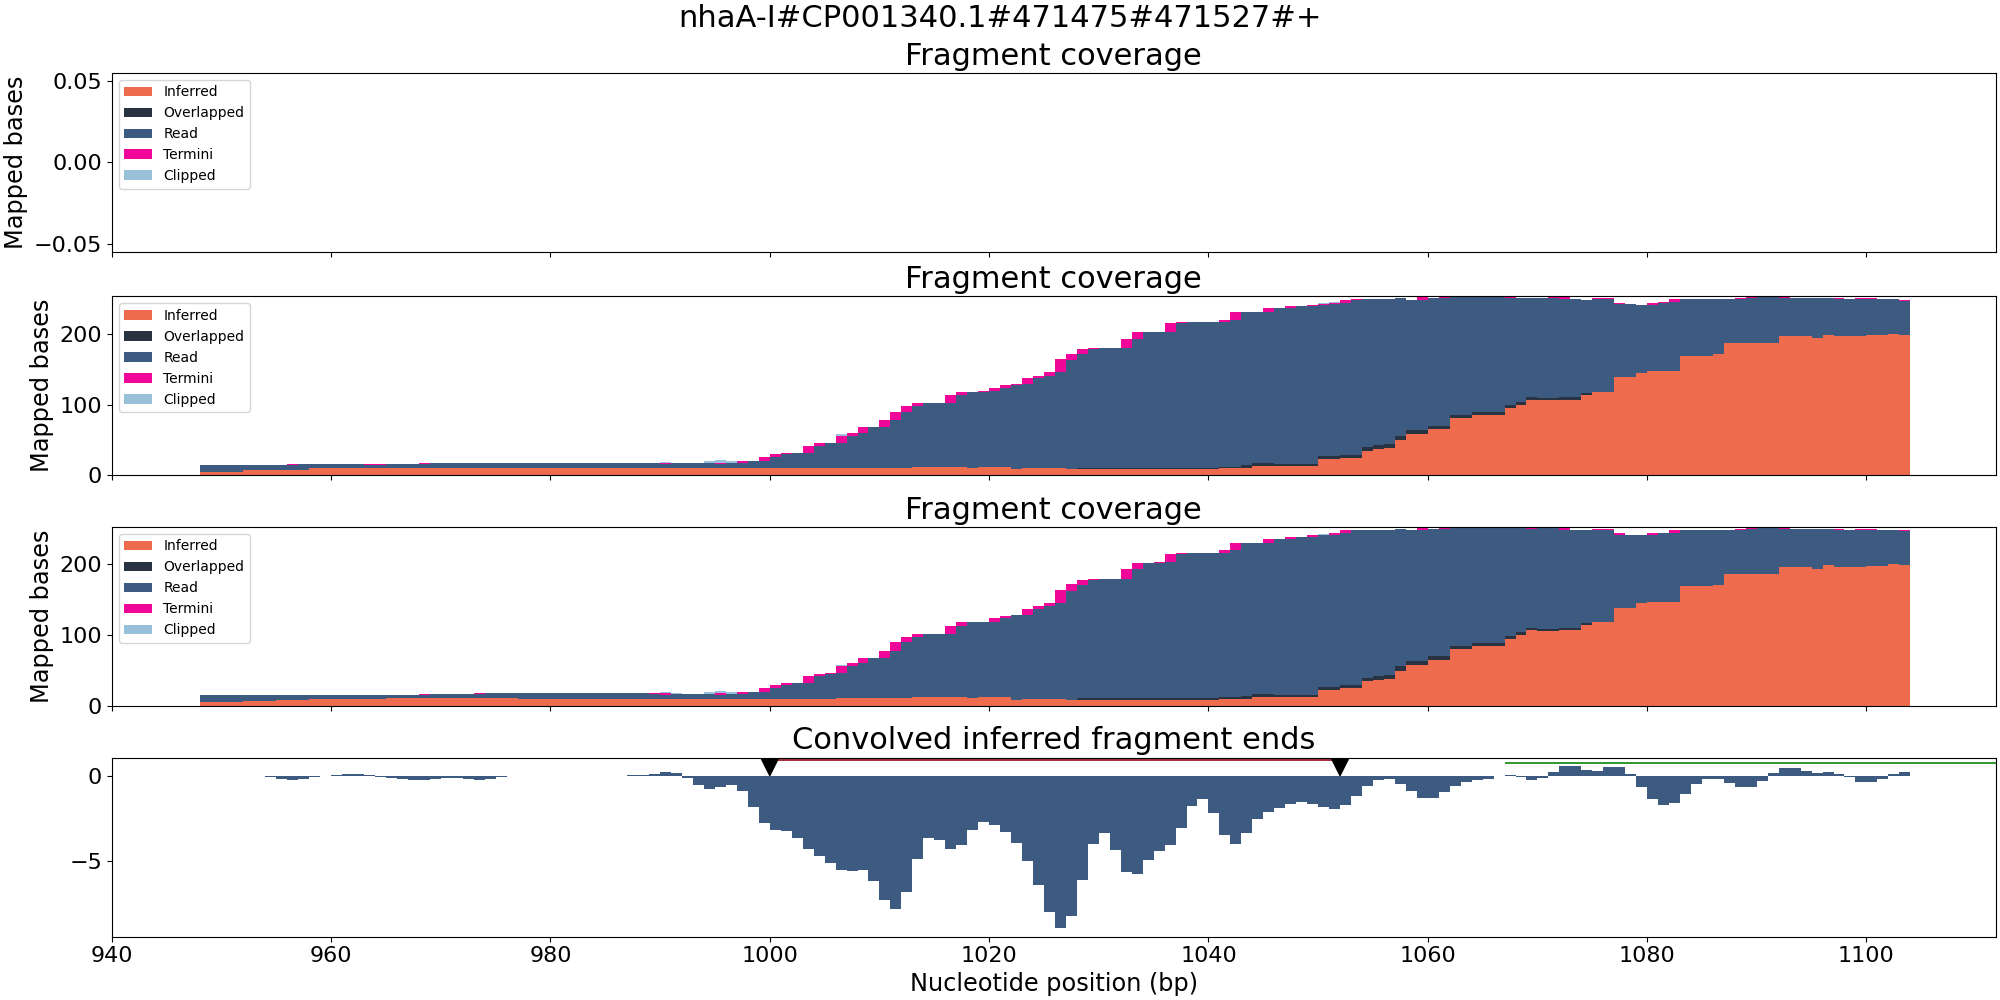 nhaA-I#CP001340.1#471475#471527#+
Fragment coverage
Mapped bases
0.05
0.00
−0.05
Inferred
Overlapped
Read
Termini
Clipped
Fragment coverage
Mapped bases
200
100
0
Inferred
Overlapped
Read
Termini
Clipped
Fragment coverage
Mapped bases
200
100
0
Inferred
Overlapped
Read
Termini
Clipped
Convolved inferred fragment ends
0
−5
940 960 980 1000 1020 1040 1060 1080 1100
Nucleotide position (bp)